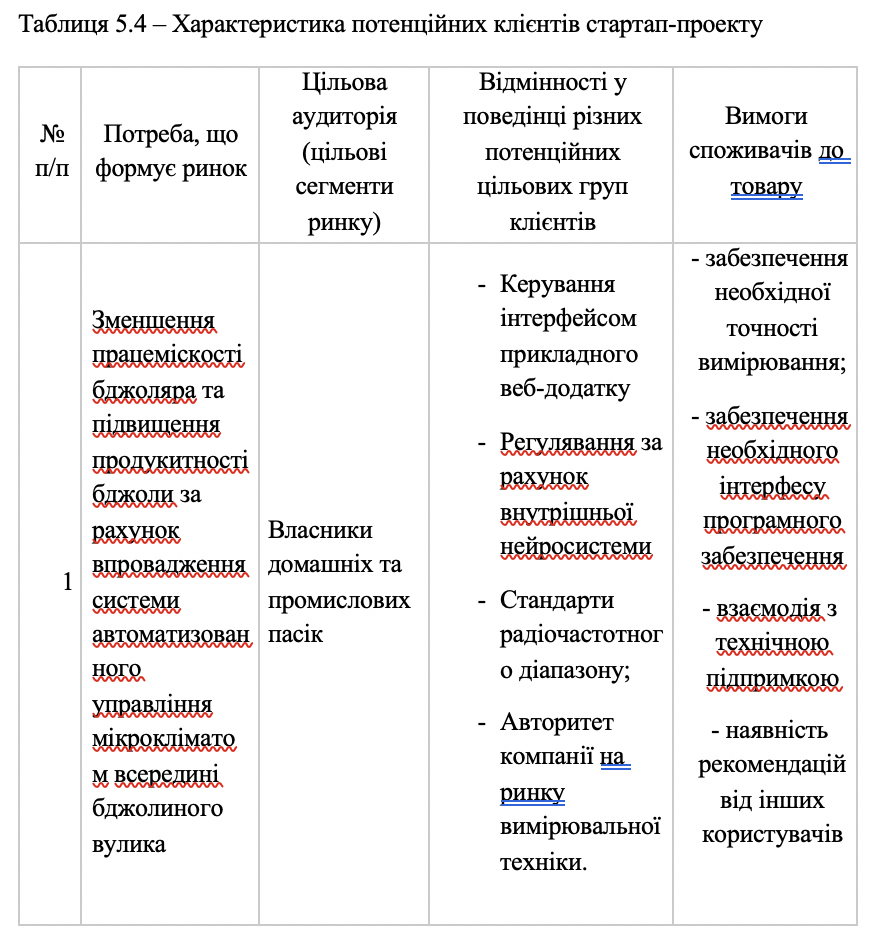 Таблиця 5.4 – Характеристика потенційних клієнтів стартап-проекту
№
п/п
Потреба, що
формує ринок
Цільова
аудиторія
(цільові
сегменти
ринку)
Відмінності у
поведінці різних
потенційних
цільових груп
клієнтів
Вимоги
споживачів до
товару
1
Зменшення
працеміскості
бджоляра та
підвищення
продукитності
бджоли за
рахунок
впровадження
системи
автоматизован
ного
управління
мікроклімато
м всередині
бджолиного
вулика
Власники
домашніх та
промислових
пасік
- Керування
інтерфейсом
прикладного
веб-додатку
- Регулявання за
рахунок
внутрішньої
нейросистеми
- Стандарти
радіочастотног
о діапазону;
- Авторитет
компанії на
ринку
вимірювальної
техніки.
- забезпечення
необхідної
точності
вимірювання;
- забезпечення
необхідного
інтерфесу
програмного
забезпечення
- взаємодія з
технічною
підпримкою
- наявність
рекомендацій
від інших
користувачів